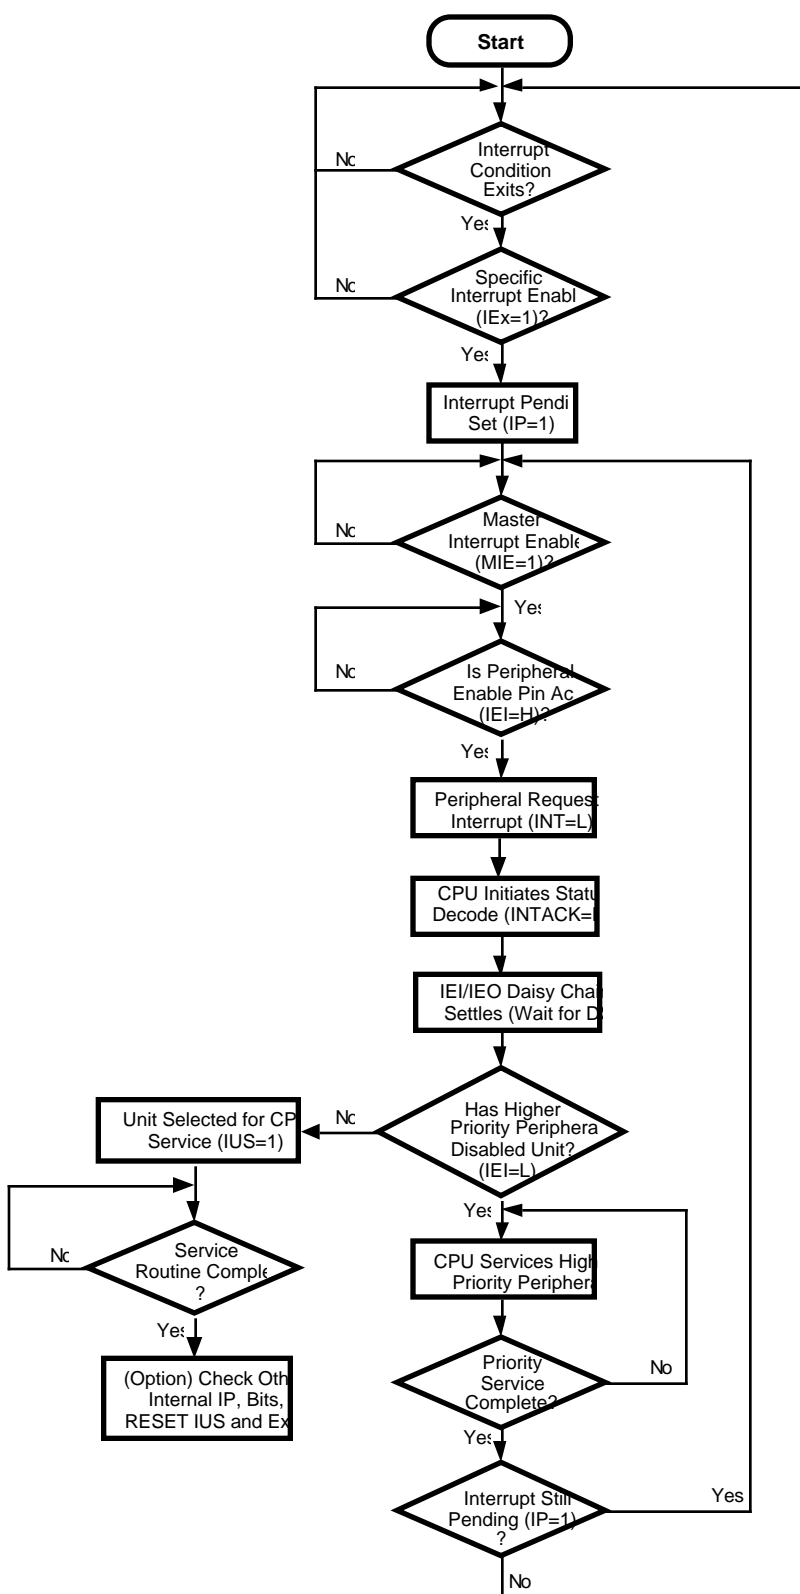 Start
Interrupt
Condition
Exits?
No
Yes
Specific
Interrupt Enabl
(IEx=1)?
No
Yes
Interrupt Pendi
Set (IP=1)
Master
Interrupt Enable
(MIE=1)?
No
Yes
Is Peripheral
Enable Pin Ac
(IEI=H)?
No
Yes
Peripheral Request
Interrupt (INT=L)
CPU Initiates Statu
Decode (INTACK=
IEI/IEO Daisy Chai
Settles (Wait for D
Has Higher
Priority Periphera
Disabled Unit?
(IEI=L)
No
Unit Selected for CP
Service (IUS=1)
Yes
Service
Routine Comple
?
No
Yes
(Option) Check Oth
Internal IP, Bits,
RESET IUS and Ex
CPU Services High
Priority Periphera
Priority
Service
Complete?
No
Yes
Interrupt Still
Pending (IP=1)
?
Yes
No